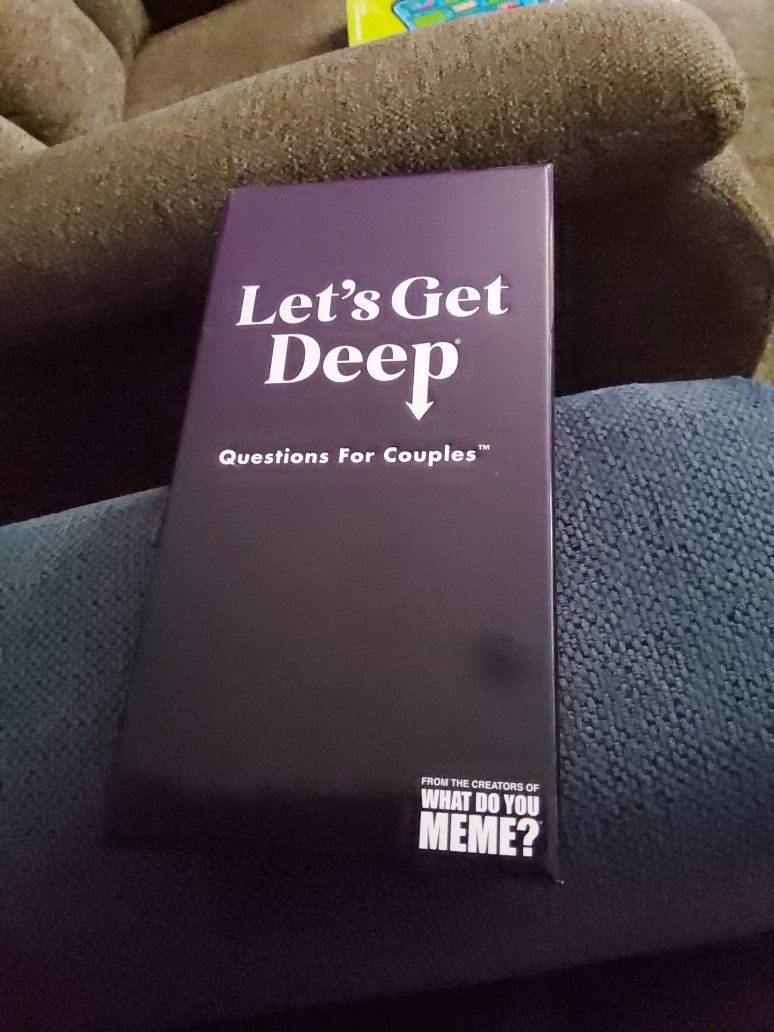 Let's Get
Deep®
Questions For Couples™
FROM THE CREATORS OF
WHAT DO YOU
MEME?